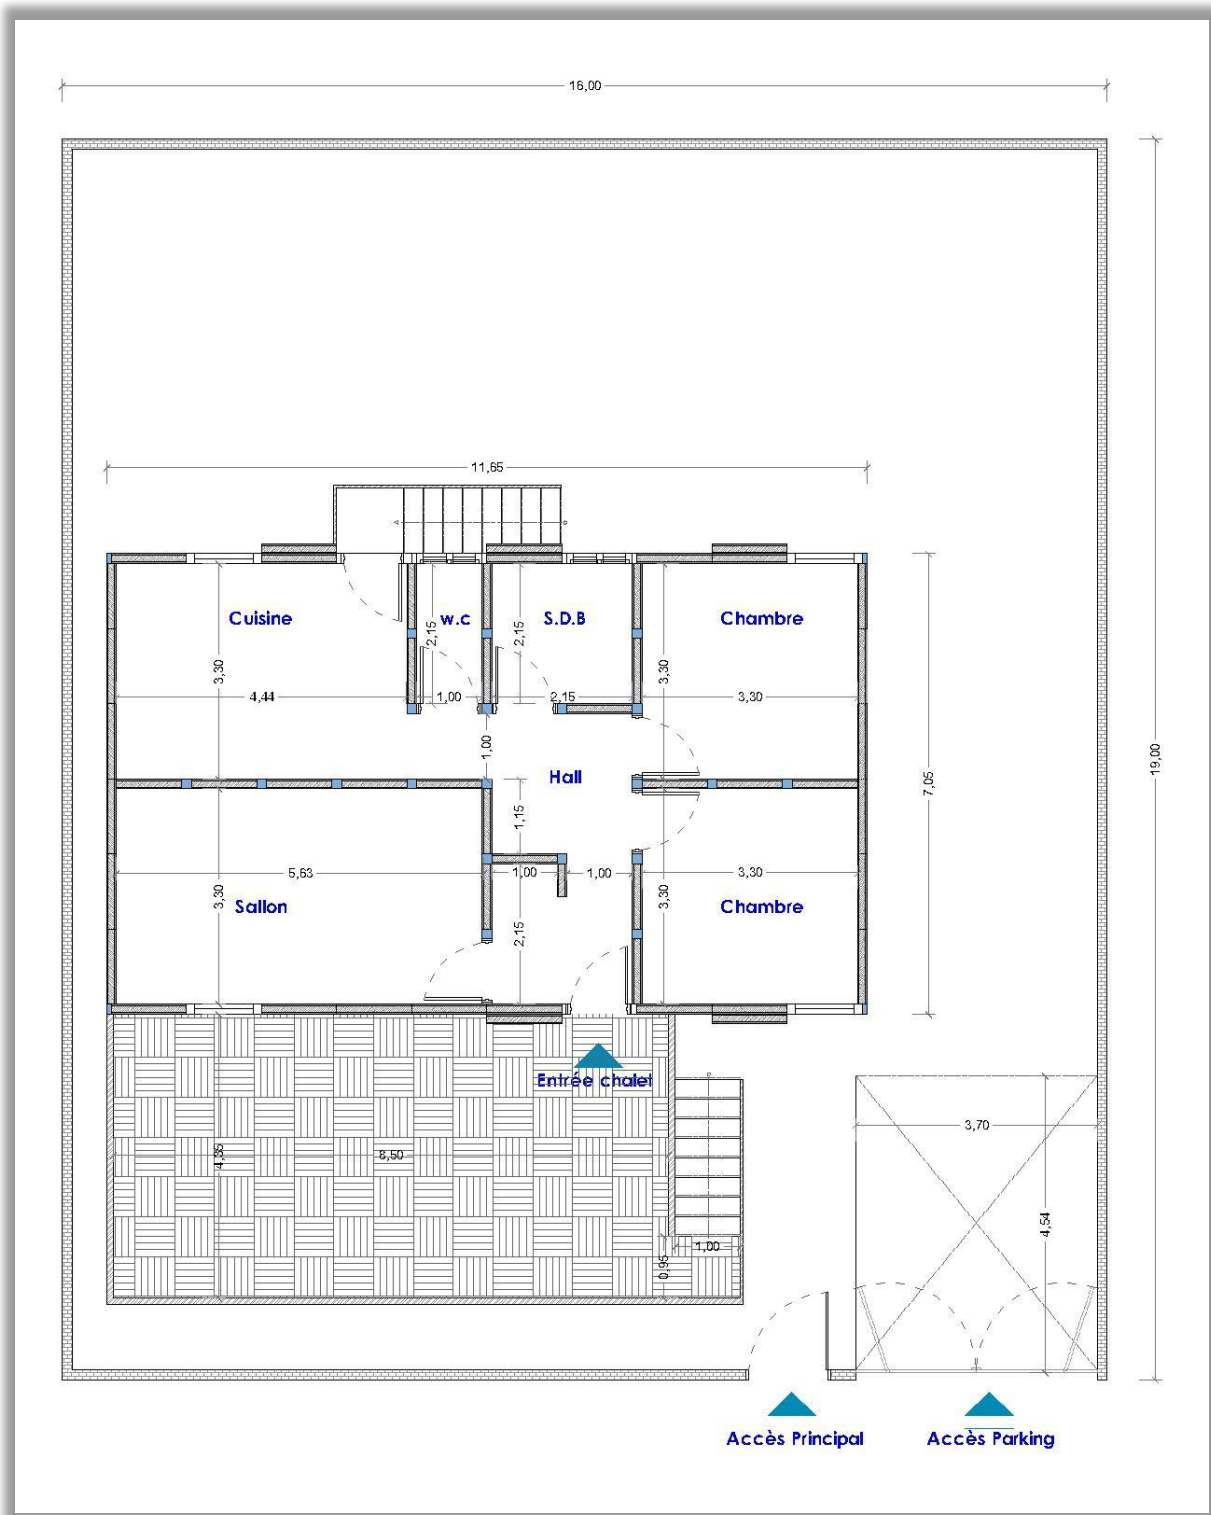 16,00
11,65
Cuisine
w.c
S.D.B
Chambre
2,15
2,15
3,30
3,30
4,44
1,00
2,15
3,30
1,00
Hall
19,00
7,05
1,15
5,63
1,00
1,00
3,30
3,30
3,30
Sallon
Chambre
2,15
Entrée chalet
3,70
4,35
8,50
4,54
1,00
0,95
Accès Principal
Accès Parking